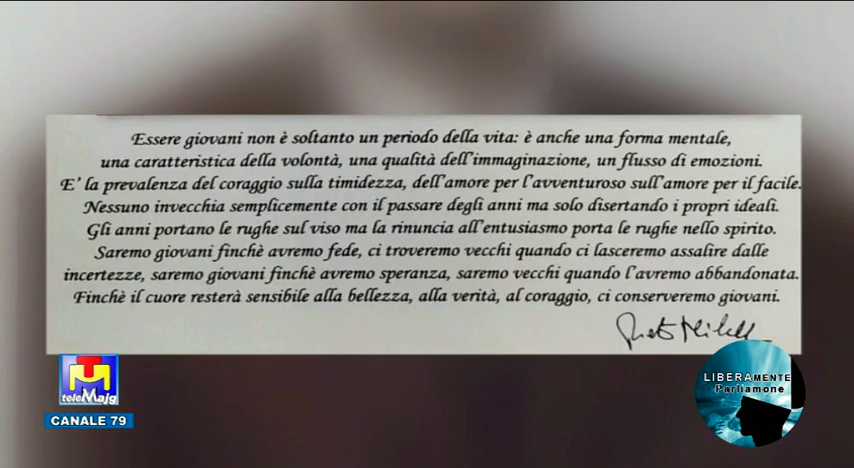 Essere giovani non è soltanto un periodo della vita: è anche una forma mentale,
una caratteristica della volontà, una qualità dell'immaginazione, un flusso di emozioni.
E' la prevalenza del coraggio sulla timidezza, dell'amore per l'avventuroso sull'amore per il facile.
Nessuno invecchia semplicemente con il passare degli anni ma solo disertando i propri ideali.
Gli anni portano le rughe sul viso ma la rinuncia all'entusiasmo porta le rughe nello spirito.
Saremo giovani finchè avremo fede, ci troveremo vecchi quando ci lasceremo assalire dalle
incertezze, saremo giovani finchè avremo speranza, saremo vecchi quando l'avremo abbandonata.
Finchè il cuore resterà sensibile alla bellezza, alla verità, al coraggio, ci conserveremo giovani.
TM
teleMajg
CANALE 79
LIBERAMENTE
Parliamone